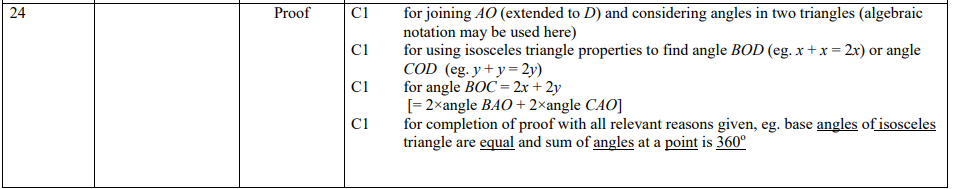 24 Proof C1 for joining AO (extended to D) and considering angles in two triangles (algebraic
notation may be used here)
C1 for using isosceles triangle properties to find angle BOD (eg. x + x = 2x) or angle
COD (eg. y + y = 2y)
C1 for angle BOC = 2x + 2y
[= 2×angle BAO + 2×angle CAO]
C1 for completion of proof with all relevant reasons given, eg. base angles of isosceles
triangle are equal and sum of angles at a point is 360º